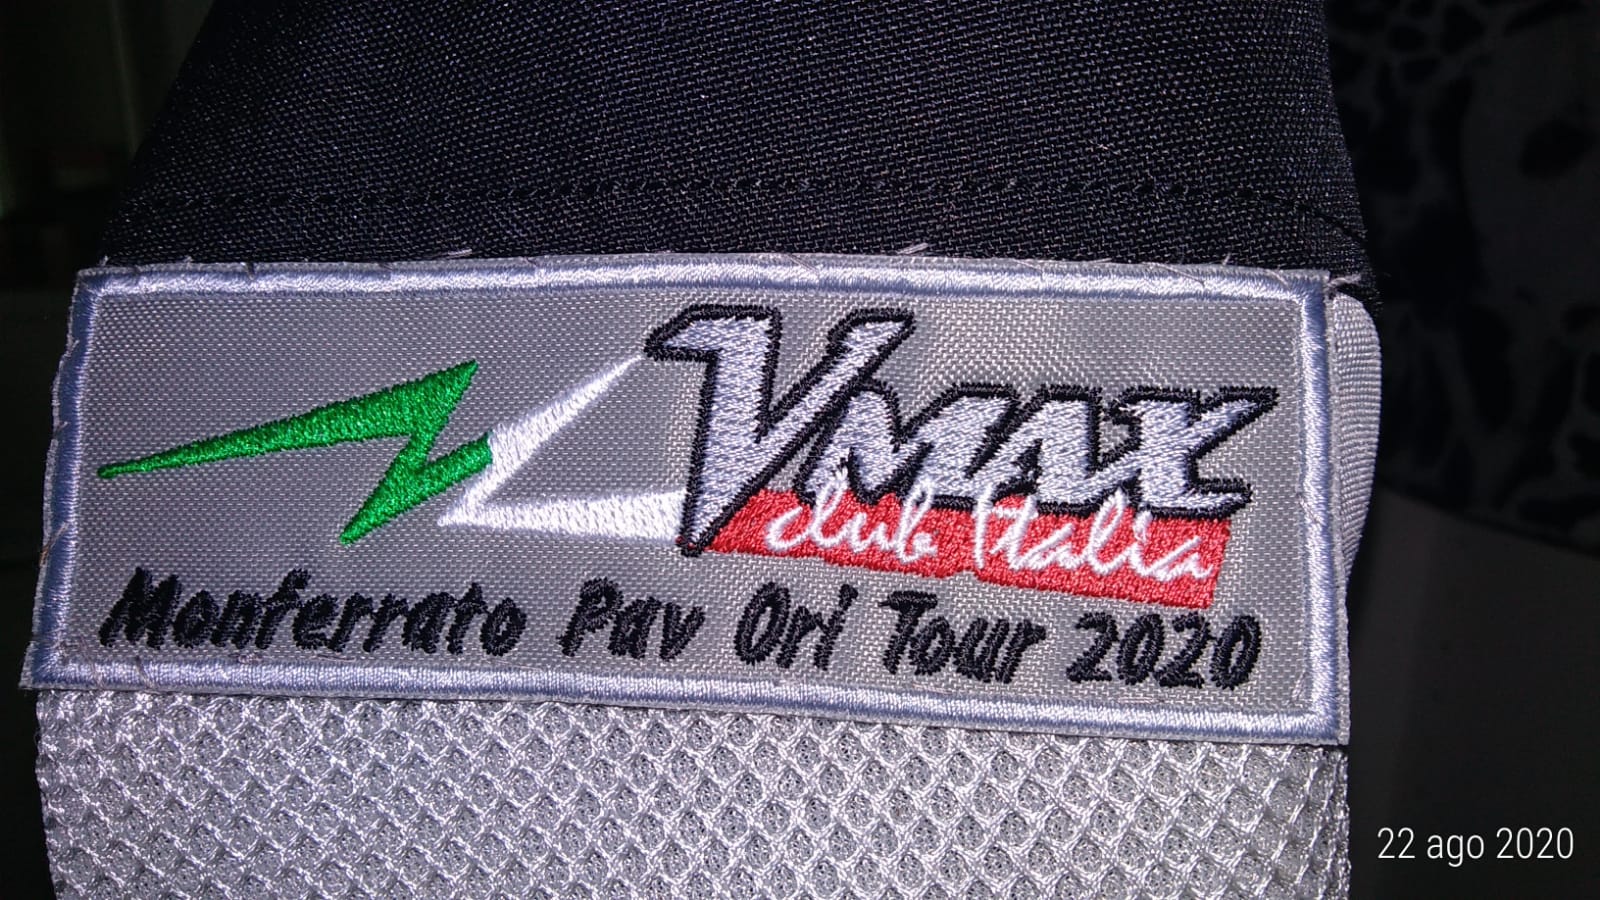 Vmax
club Italia
Monferrato Pav Ori Tour 2020
22 ago 2020